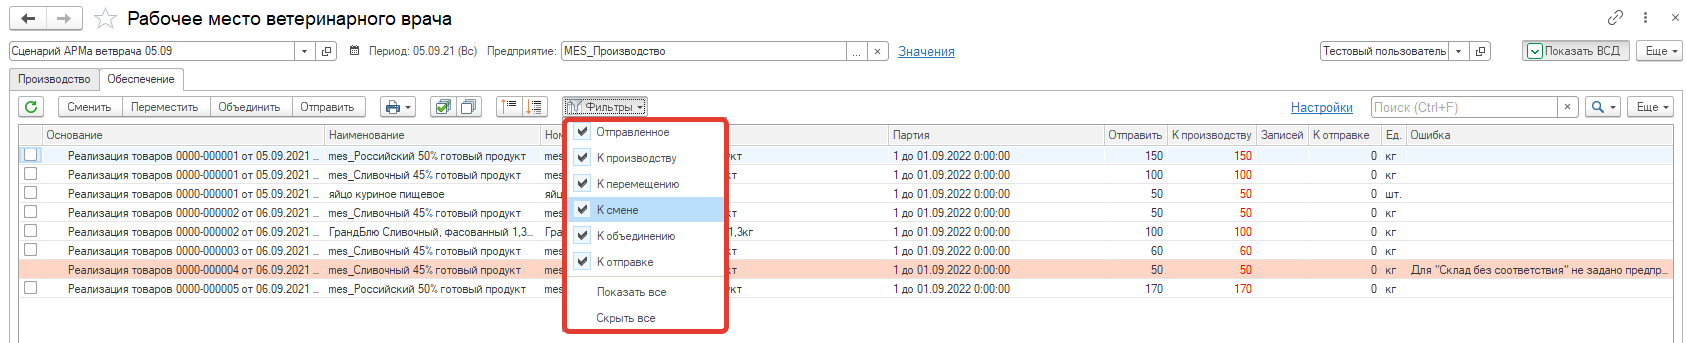 Рабочее место ветеринарного врача
Сценарий АРМа ветврача 05.09 Период: 05.09.21 (Вс) Предприятие: MES_Производство ... × Значения Тестовый пользователь Показать ВСД Еще
Производство Обеспечение
Сменить Переместить Объединить Отправить Фильтры Настройки Поиск (Ctrl+F) × Еще
Основание Наименование Ном Партия Отправить К производству Записей К отправке Ед. Ошибка
Реализация товаров 0000-000001 от 05.09.2021 ... mes_Российский 50% готовый продукт mes укт 1 до 01.09.2022 0:00:00 150 150 0 кг
Реализация товаров 0000-000001 от 05.09.2021 ... mes_Сливочный 45% готовый продукт mes кт 1 до 01.09.2022 0:00:00 100 100 0 кг
Реализация товаров 0000-000001 от 05.09.2021 ... яйцо куриное пищевое яйц 1 до 01.09.2022 0:00:00 50 50 0 шт.
Реализация товаров 0000-000002 от 06.09.2021 ... mes_Сливочный 45% готовый продукт mes кт 1 до 01.09.2022 0:00:00 50 50 0 кг
Реализация товаров 0000-000002 от 06.09.2021 ... ГрандБлю Сливочный, фасованный 1,3... Гра 1,3кг 1 до 01.09.2022 0:00:00 100 100 0 кг
Реализация товаров 0000-000003 от 06.09.2021 ... mes_Сливочный 45% готовый продукт mes кт 1 до 01.09.2022 0:00:00 60 60 0 кг
Реализация товаров 0000-000004 от 06.09.2021 ... mes_Сливочный 45% готовый продукт mes кт 1 до 01.09.2022 0:00:00 50 50 0 кг Для "Склад без соответствия" не задано предпр...
Реализация товаров 0000-000005 от 06.09.2021 ... mes_Российский 50% готовый продукт mes укт 1 до 01.09.2022 0:00:00 170 170 0 кг
Отправленное
К производству
К перемещению
К смене
К объединению
К отправке
Показать все
Скрыть все